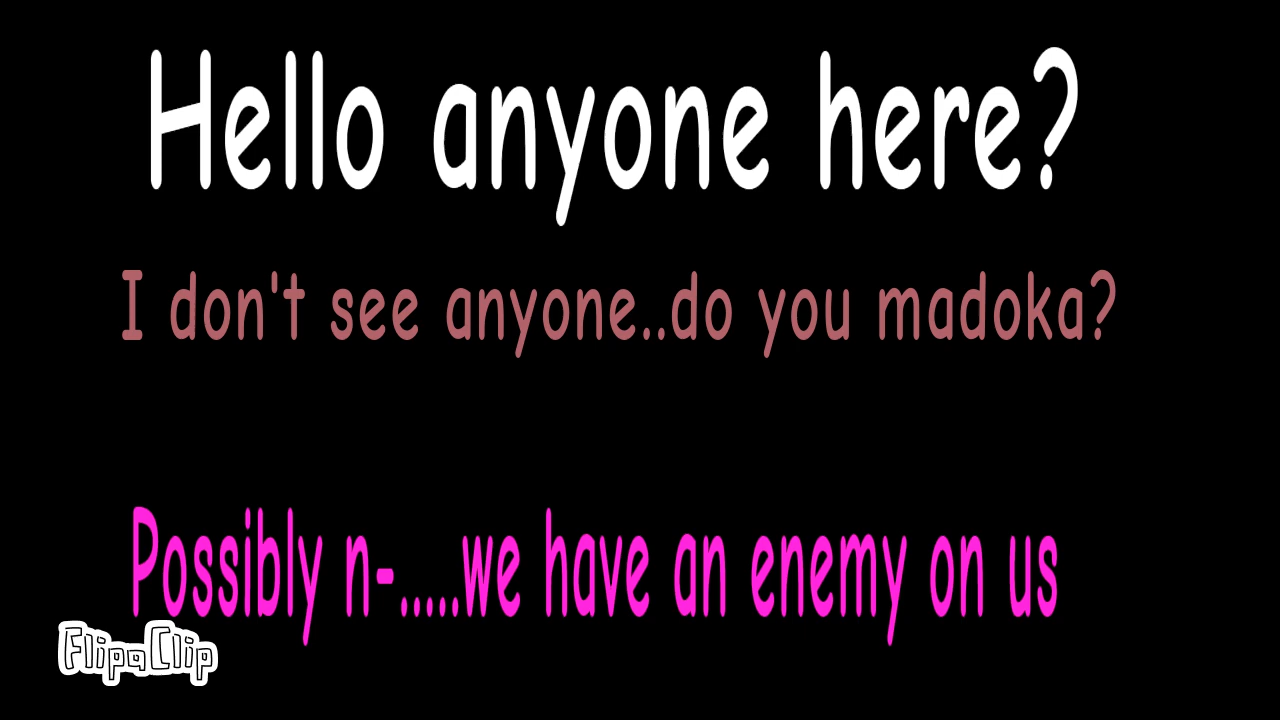 Hello anyone here?
I don't see anyone..do you madoka?
Possibly n-.....we have an enemy on us
FlipaClip